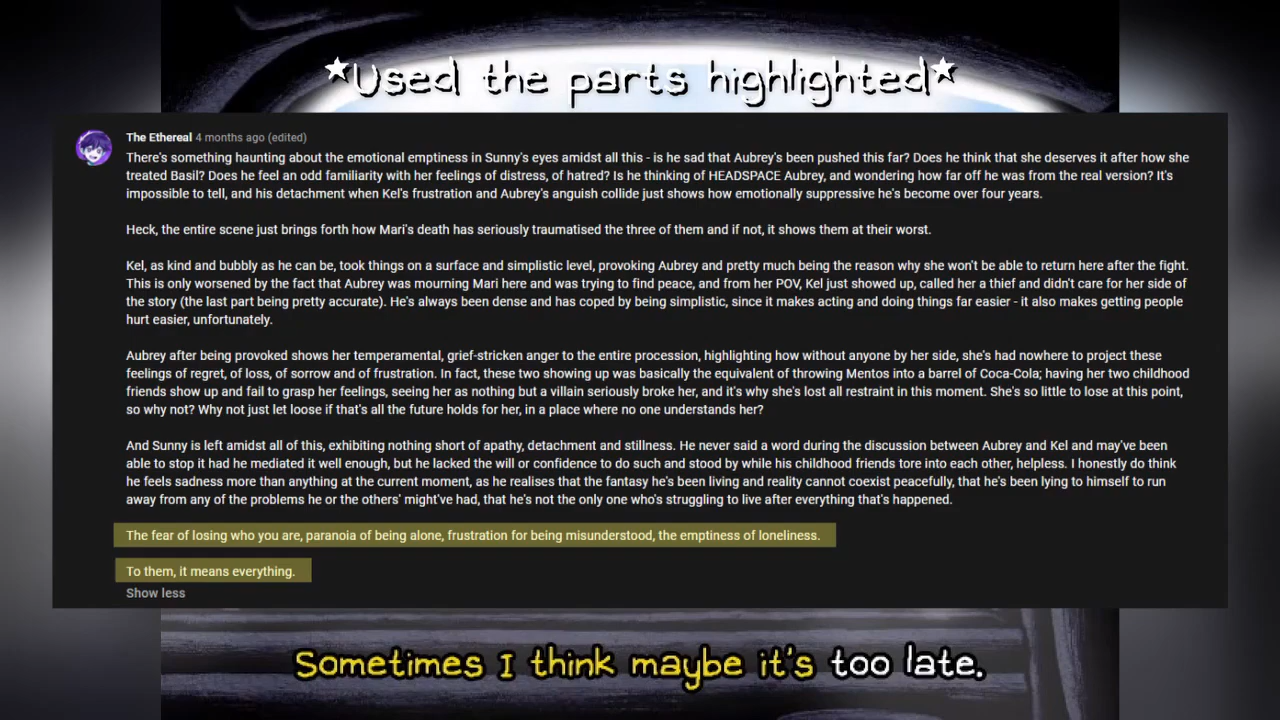 *Used the parts highlighted*
The Ethereal 4 months ago (edited)
There's something haunting about the emotional emptiness in Sunny's eyes amidst all this - is he sad that Aubrey's been pushed this far? Does he think that she deserves it after how she
treated Basil? Does he feel an odd familiarity with her feelings of distress, of hatred? Is he thinking of HEADSPACE Aubrey, and wondering how far off he was from the real version? It's
impossible to tell, and his detachment when Kel's frustration and Aubrey's anguish collide just shows how emotionally suppressive he's become over four years.
Heck, the entire scene just brings forth how Mari's death has seriously traumatised the three of them and if not, it shows them at their worst.
Kel, as kind and bubbly as he can be, took things on a surface and simplistic level, provoking Aubrey and pretty much being the reason why she won't be able to return here after the fight.
This is only worsened by the fact that Aubrey was mourning Mari here and was trying to find peace, and from her POV, Kel just showed up, called her a thief and didn't care for her side of
the story (the last part being pretty accurate). He's always been dense and has coped by being simplistic, since it makes acting and doing things far easier - it also makes getting people
hurt easier, unfortunately.
Aubrey after being provoked shows her temperamental, grief-stricken anger to the entire procession, highlighting how without anyone by her side, she's had nowhere to project these
feelings of regret, of loss, of sorrow and of frustration. In fact, these two showing up was basically the equivalent of throwing Mentos into a barrel of Coca-Cola; having her two childhood
friends show up and fail to grasp her feelings, seeing her as nothing but a villain seriously broke her, and it's why she's lost all restraint in this moment. She's so little to lose at this point,
so why not? Why not just let loose if that's all the future holds for her, in a place where no one understands her?
And Sunny is left amidst all of this, exhibiting nothing short of apathy, detachment and stillness. He never said a word during the discussion between Aubrey and Kel and may've been
able to stop it had he mediated it well enough, but he lacked the will or confidence to do such and stood by while his childhood friends tore into each other, helpless. I honestly do think
he feels sadness more than anything at the current moment, as he realises that the fantasy he's been living and reality cannot coexist peacefully, that he's been lying to himself to run
away from any of the problems he or the others' might've had, that he's not the only one who's struggling to live after everything that's happened.
The fear of losing who you are, paranoia of being alone, frustration for being misunderstood, the emptiness of loneliness.
To them, it means everything.
Show less
Sometimes I think maybe it's too late.